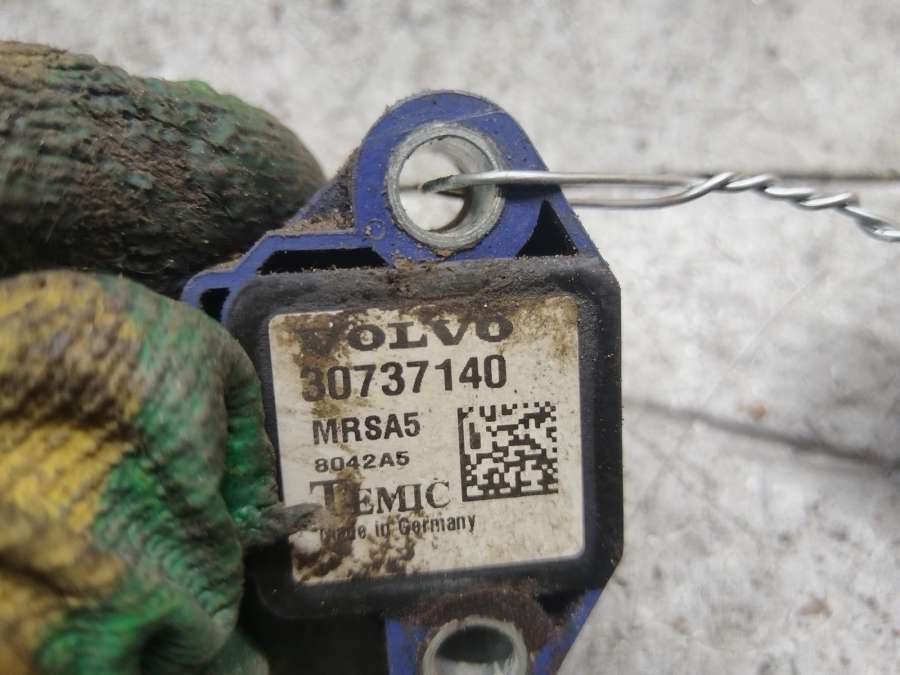 VOLVO
30737140
MRSA5
8042A5
TEMIC
Made in Germany